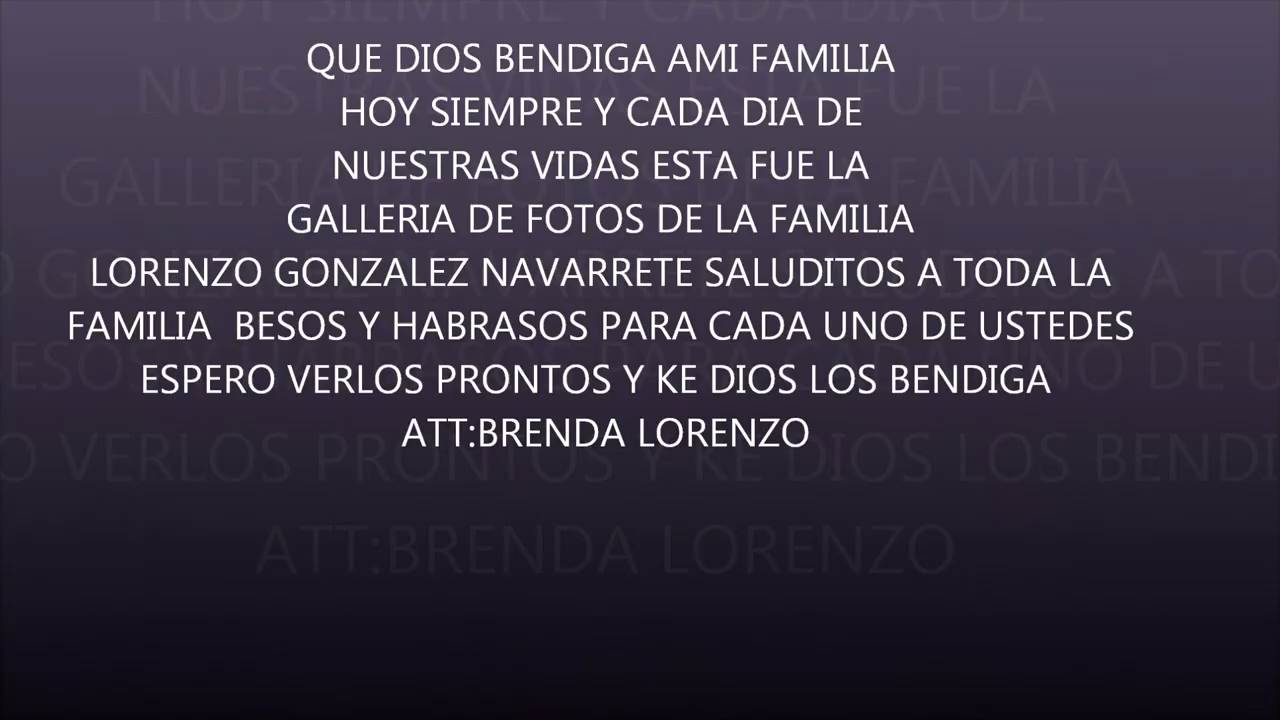 QUE DIOS BENDIGA AMI FAMILIA
HOY SIEMPRE Y CADA DIA DE
NUESTRAS VIDAS ESTA FUE LA
GALLERIA DE FOTOS DE LA FAMILIA
LORENZO GONZALEZ NAVARRETE SALUDITOS A TODA LA
FAMILIA  BESOS Y HABRASOS PARA CADA UNO DE USTEDES
ESPERO VERLOS PRONTOS Y KE DIOS LOS BENDIGA
ATT:BRENDA LORENZO